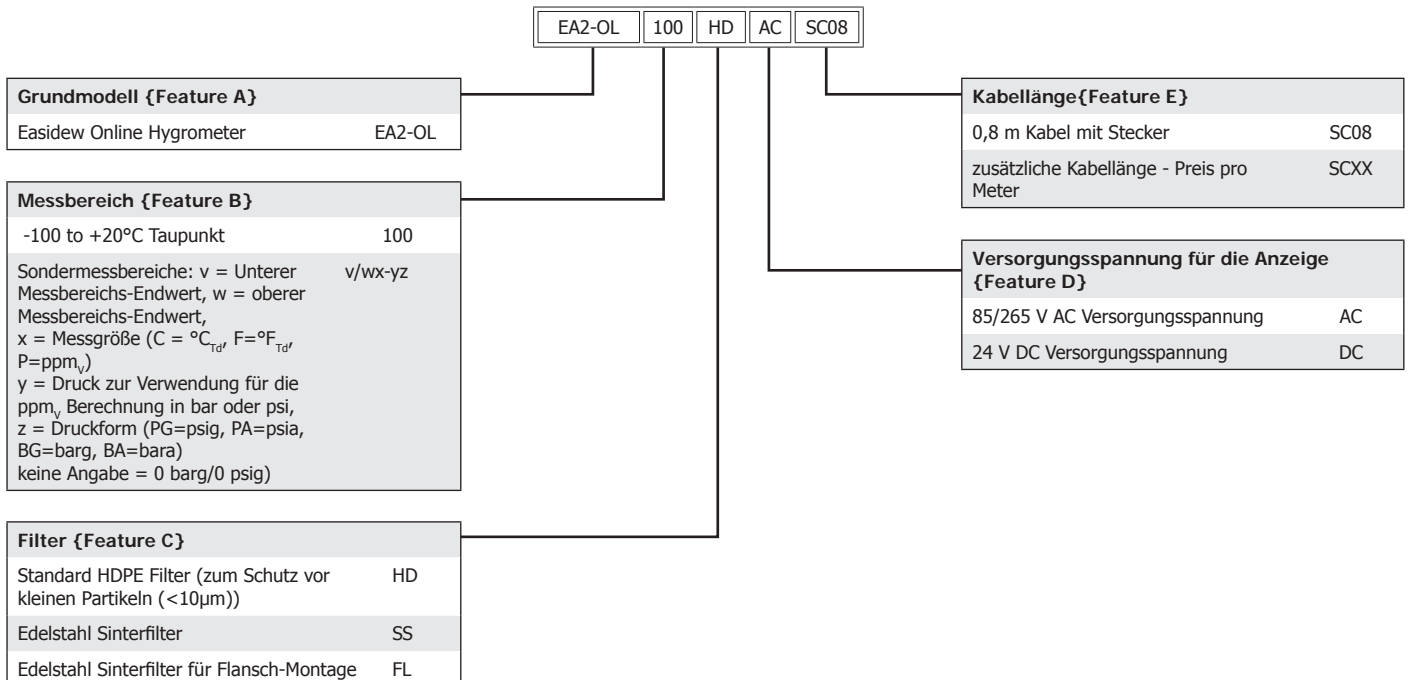 EA2-OL 100 HD AC SC08
Grundmodell {Feature A}
Easidew Online Hygrometer EA2-OL
Messbereich {Feature B}
-100 to +20°C Taupunkt 100
Sondermessbereiche: v = Unterer v/wx-yz
Messbereichs-Endwert, w = oberer
Messbereichs-Endwert,
x = Messgröße (C = °C_Td, F=°F_Td,
P=ppm_v)
y = Druck zur Verwendung für die
ppm_v Berechnung in bar oder psi,
z = Druckform (PG=psig, PA=psia,
BG=barg, BA=bara)
keine Angabe = 0 barg/0 psig)
Filter {Feature C}
Standard HDPE Filter (zum Schutz vor HD
kleinen Partikeln (<10µm))
Edelstahl Sinterfilter SS
Edelstahl Sinterfilter für Flansch-Montage FL
Kabellänge{Feature E}
0,8 m Kabel mit Stecker SC08
zusätzliche Kabellänge - Preis pro SCXX
Meter
Versorgungsspannung für die Anzeige
{Feature D}
85/265 V AC Versorgungsspannung AC
24 V DC Versorgungsspannung DC